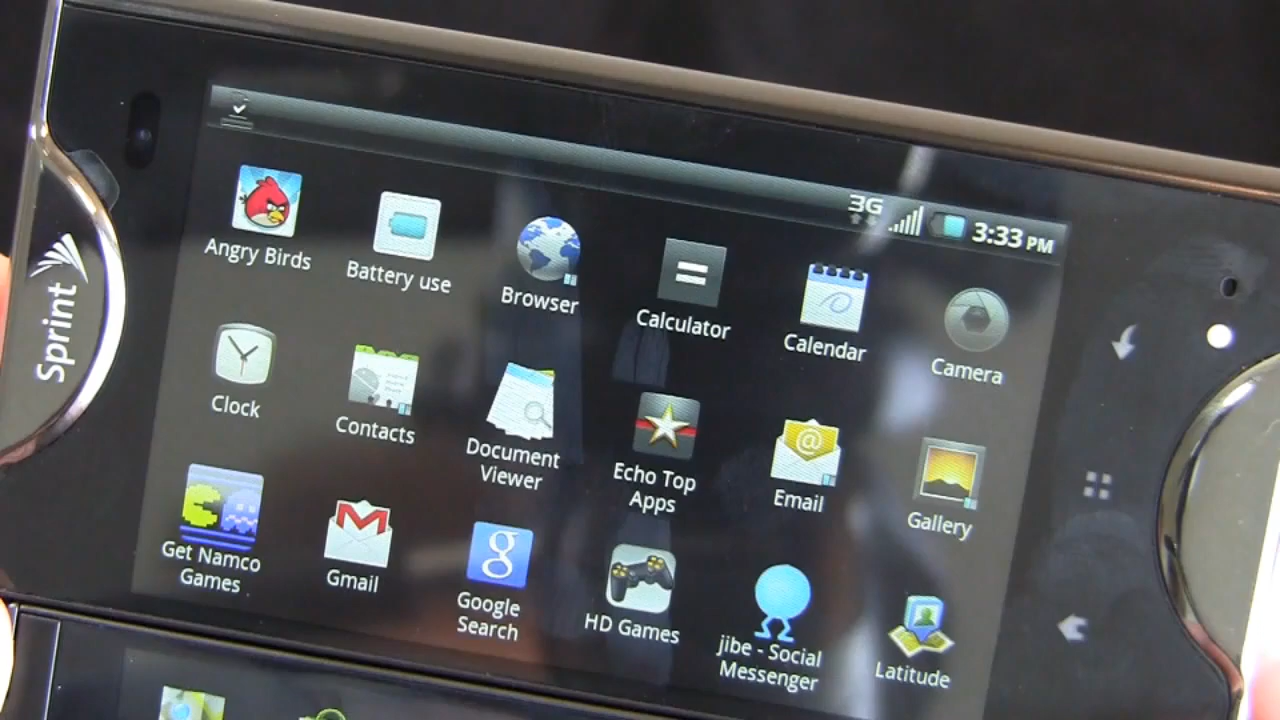 Sprint
3G
3:33 PM
Angry Birds
Battery use
Browser
Calculator
Calendar
Camera
Clock
Contacts
Document
Viewer
Echo Top
Apps
Email
Gallery
Get Namco
Games
Gmail
Google
Search
HD Games
jibe - Social
Messenger
Latitude